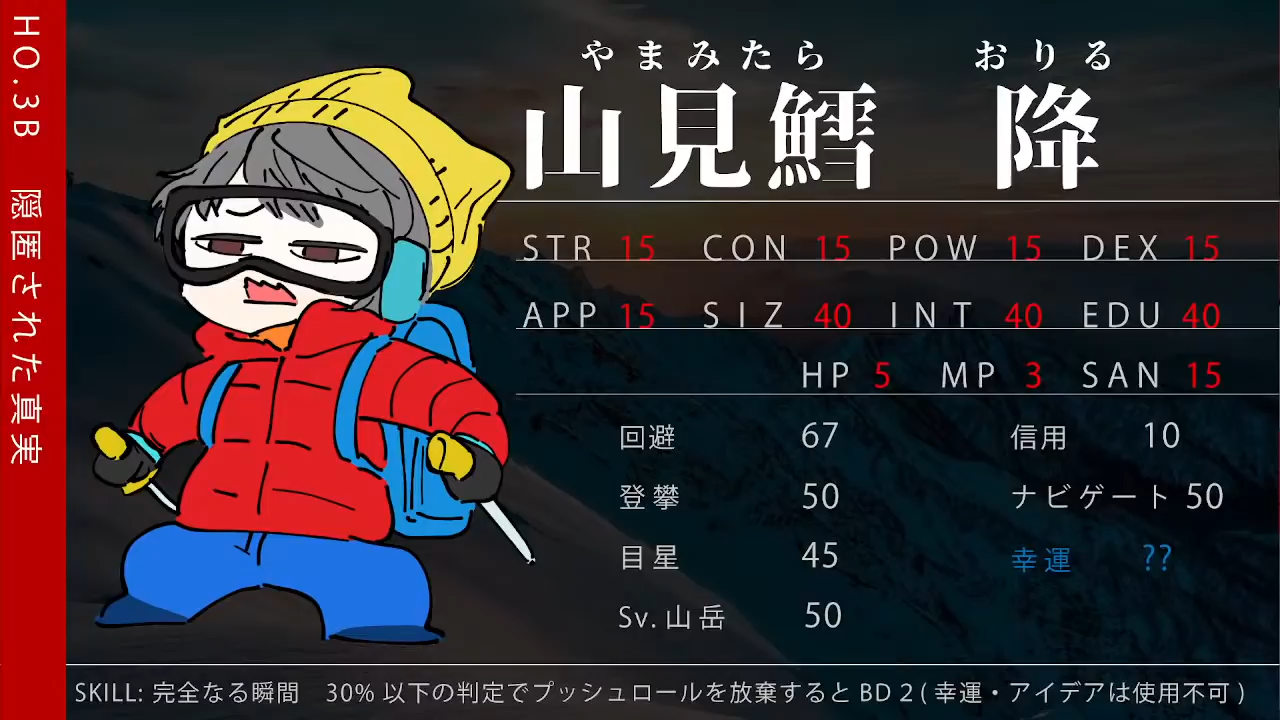 HO.3B 隠匿された真実
やまみたら おりる
山見鱈 降
STR 15 CON 15 POW 15 DEX 15
APP 15 SIZ 40 INT 40 EDU 40
HP 5 MP 3 SAN 15
回避 67 信用 10
登攀 50 ナビゲート 50
目星 45 幸運 ??
Sv.山岳 50
SKILL: 完全なる瞬間 30% 以下の判定でプッシュロールを放棄するとBD2(幸運・アイデアは使用不可)